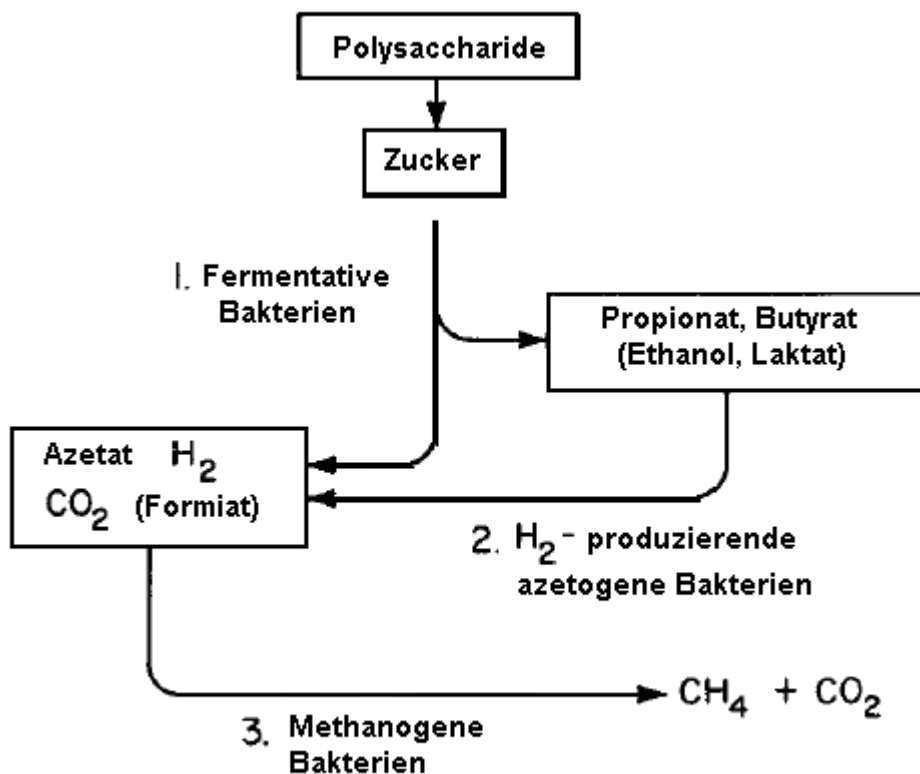 Polysaccharide
Zucker
1. Fermentative
Bakterien
Propionat, Butyrat
(Ethanol, Laktat)
Azetat H₂
CO₂ (Formiat)
2. H₂- produzierende
azetogene Bakterien
CH₄ + CO₂
3. Methanogene
Bakterien